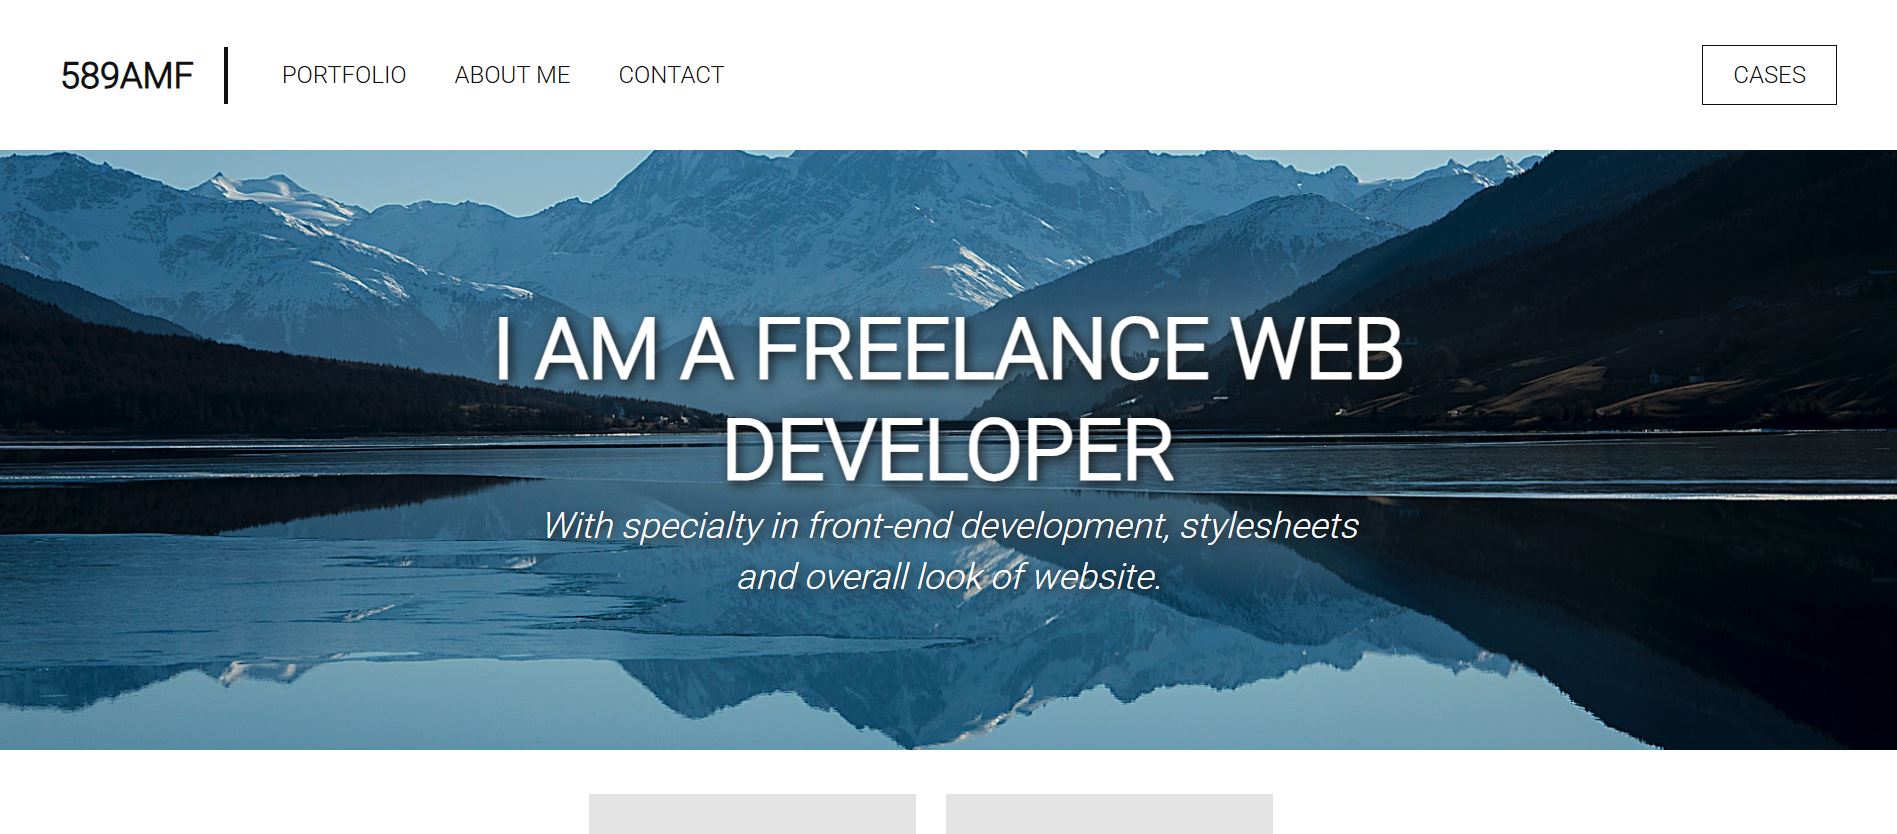 589AMF
PORTFOLIO ABOUT ME CONTACT
CASES
I AM A FREELANCE WEB
DEVELOPER
With specialty in front-end development, stylesheets
and overall look of website.